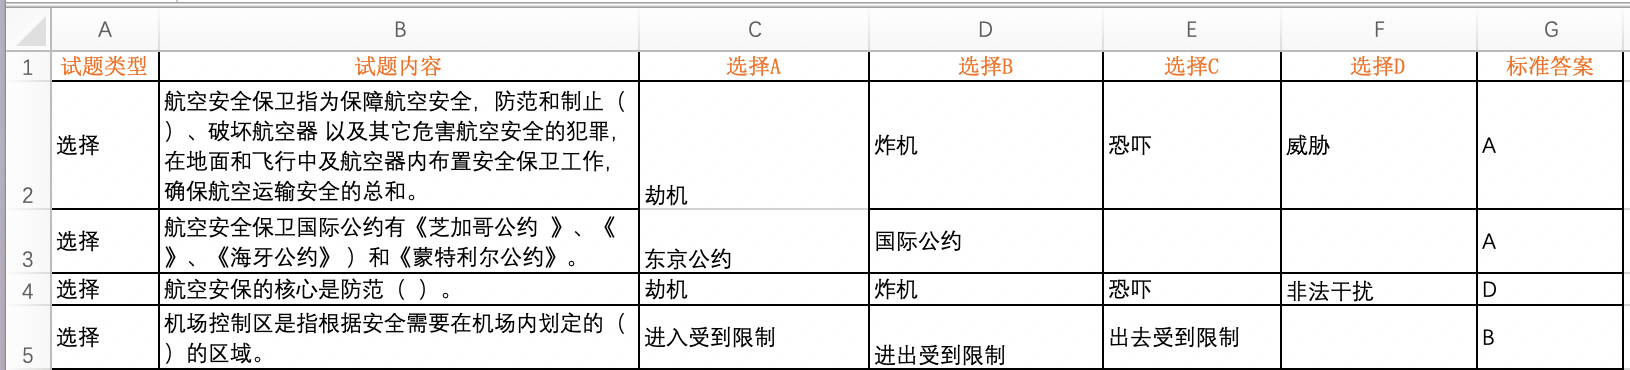 A B C D E F G
1 试题类型 试题内容 选择A 选择B 选择C 选择D 标准答案
航空安全保卫指为保障航空安全，防范和制止（
）、破坏航空器 以及其它危害航空安全的犯罪，
选择 炸机 恐吓 威胁 A
在地面和飞行中及航空器内布置安全保卫工作，
确保航空运输安全的总和。
2 劫机
航空安全保卫国际公约有《芝加哥公约 》、《
选择 国际公约 A
》、《海牙公约》 ）和《蒙特利尔公约》。
3 东京公约
4 选择 航空安保的核心是防范（ ）。 劫机 炸机 恐吓 非法干扰 D
机场控制区是指根据安全需要在机场内划定的（
选择 进入受到限制 出去受到限制 B
）的区域。
5 进出受到限制